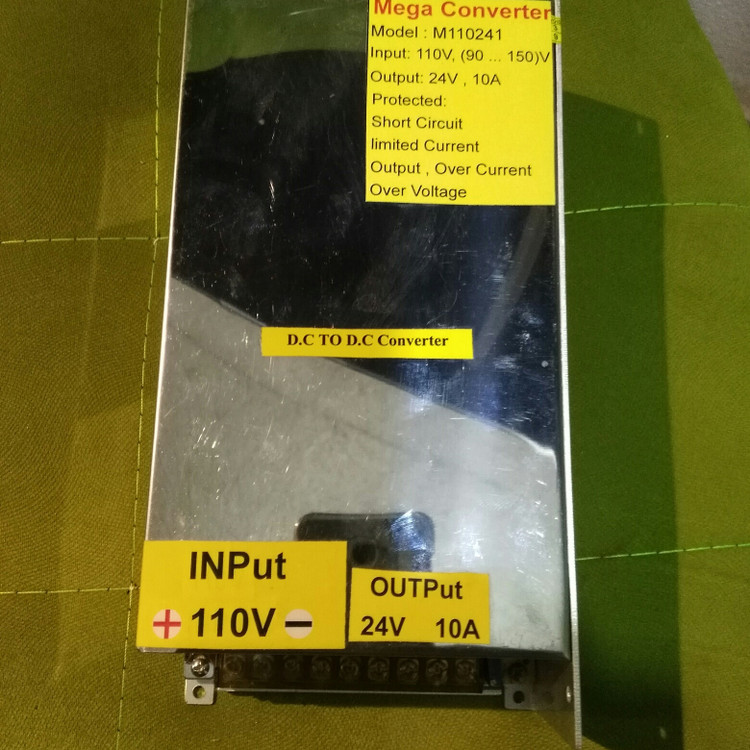 Mega Converter
Model : M110241
Input: 110V, (90 ... 150)V
Output: 24V , 10A
Protected:
Short Circuit
limited Current
Output , Over Current
Over Voltage
D.C TO D.C Converter
INPut
+ 110V −
OUTPut
24V 10A